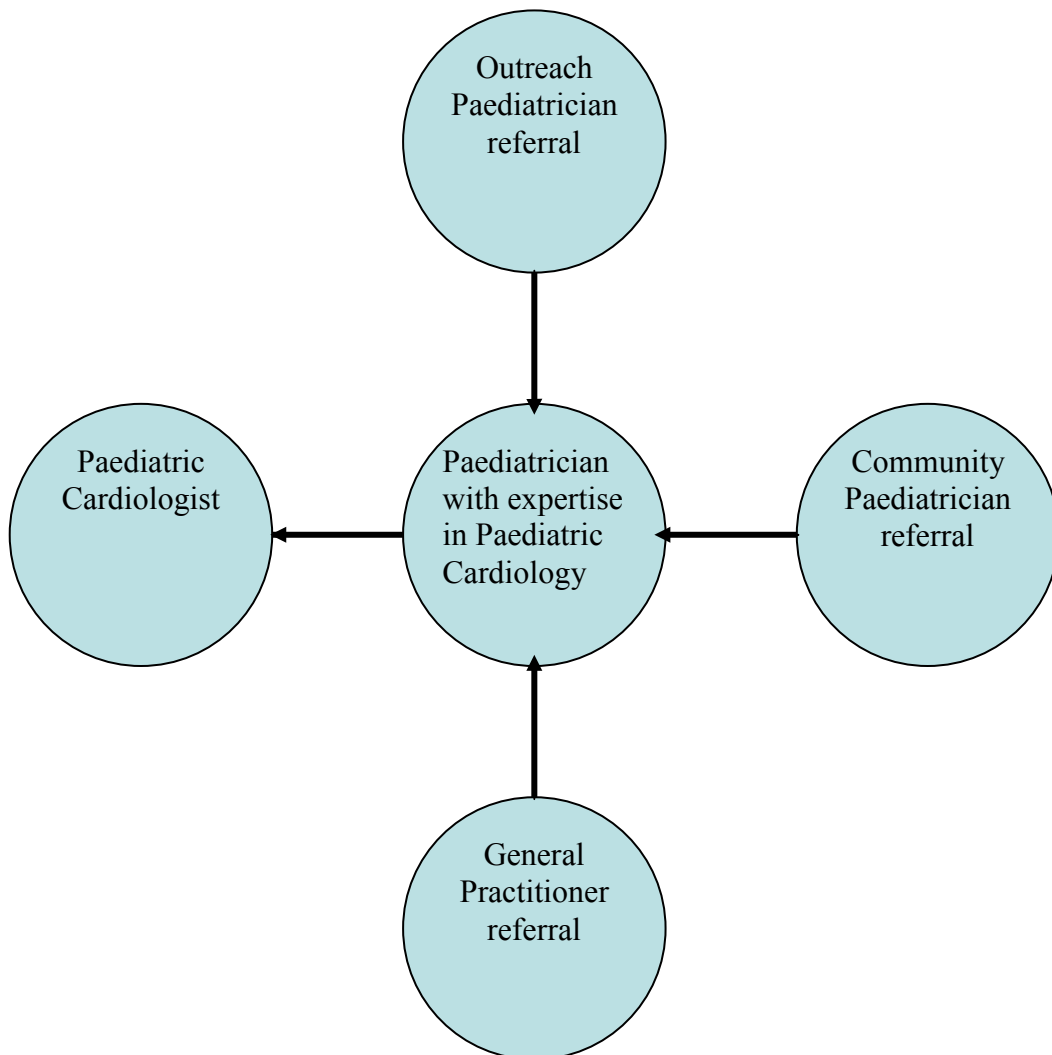 Outreach
Paediatrician
referral
Paediatric
Cardiologist
Paediatrician
with expertise
in Paediatric
Cardiology
Community
Paediatrician
referral
General
Practitioner
referral